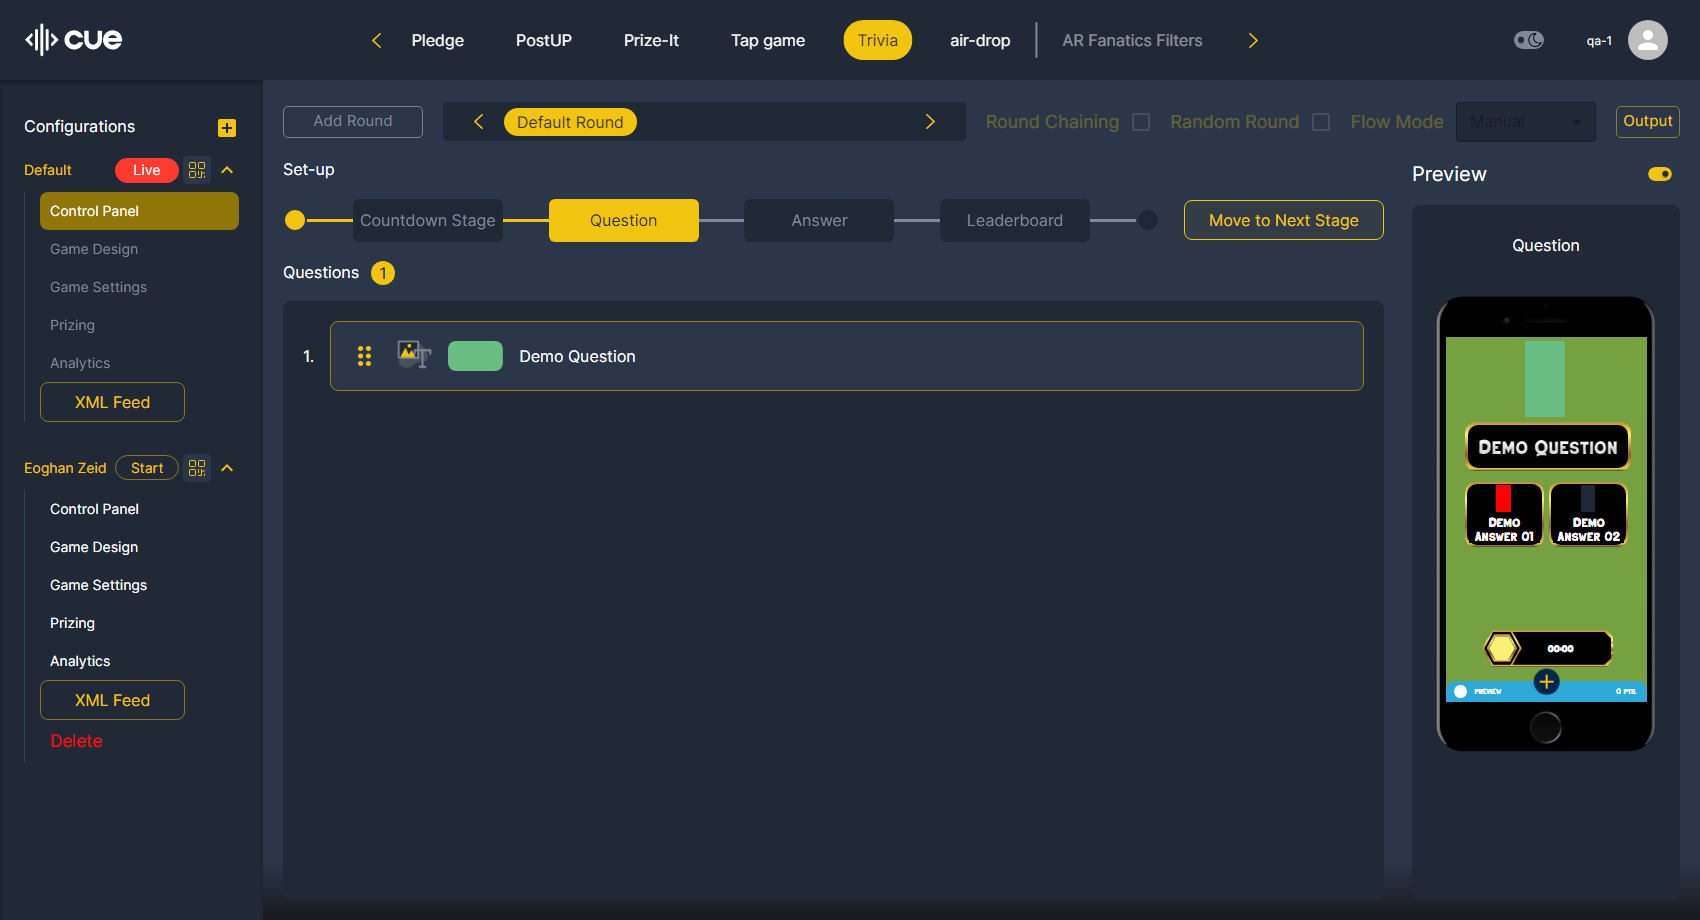 cue
Pledge
PostUP
Prize-It
Tap game
Trivia
air-drop
AR Fanatics Filters
qa-1
Configurations
Default
Live
Control Panel
Game Design
Game Settings
Prizing
Analytics
XML Feed
Eoghan Zeid
Start
Control Panel
Game Design
Game Settings
Prizing
Analytics
XML Feed
Delete
Add Round
Default Round
Round Chaining
Random Round
Flow Mode
Manual
Output
Set-up
Countdown Stage
Question
Answer
Leaderboard
Move to Next Stage
Questions 1
1.
Demo Question
Preview
Question
Demo Question
Demo
Answer 01
Demo
Answer 02
00:00
PREVIEW
0 PTS.